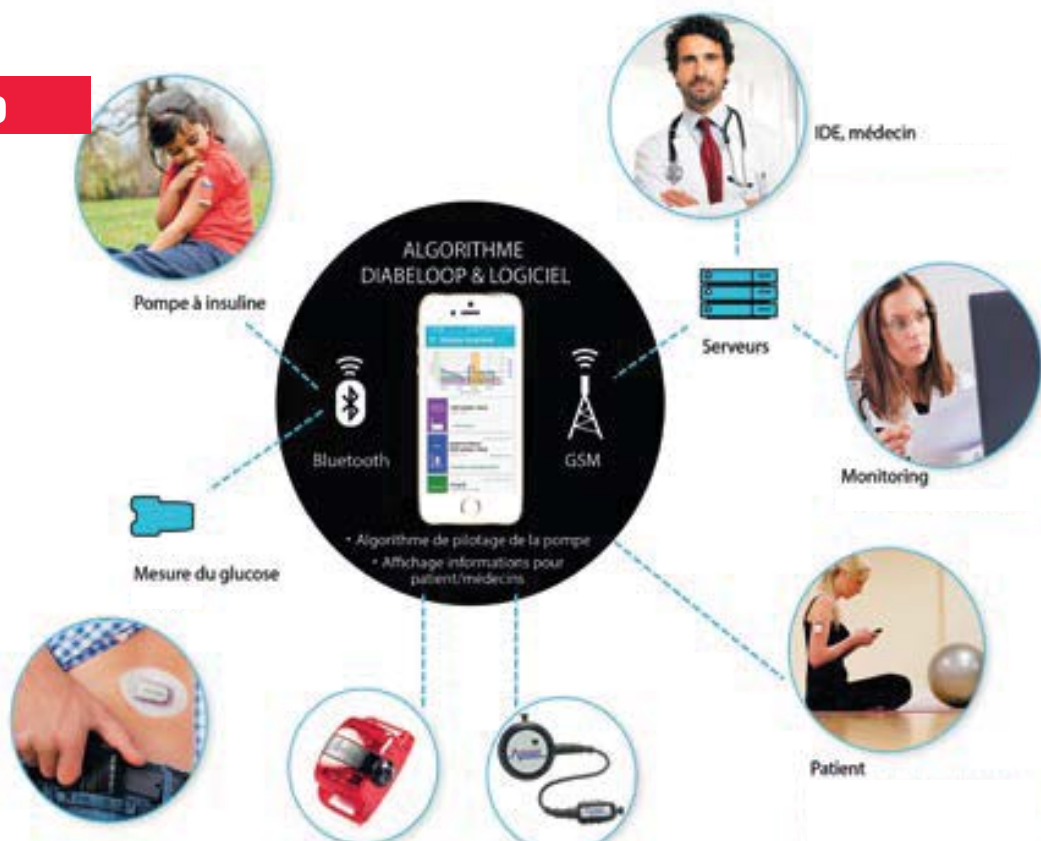 IDE, médecin
ALGORITHME
DIABELOOP & LOGICIEL
Pompe à insuline
Serveurs
Bluetooth
GSM
Monitoring
• Algorithme de pilotage de la pompe
• Affichage informations pour
patient/médecins
Mesure du glucose
Patient